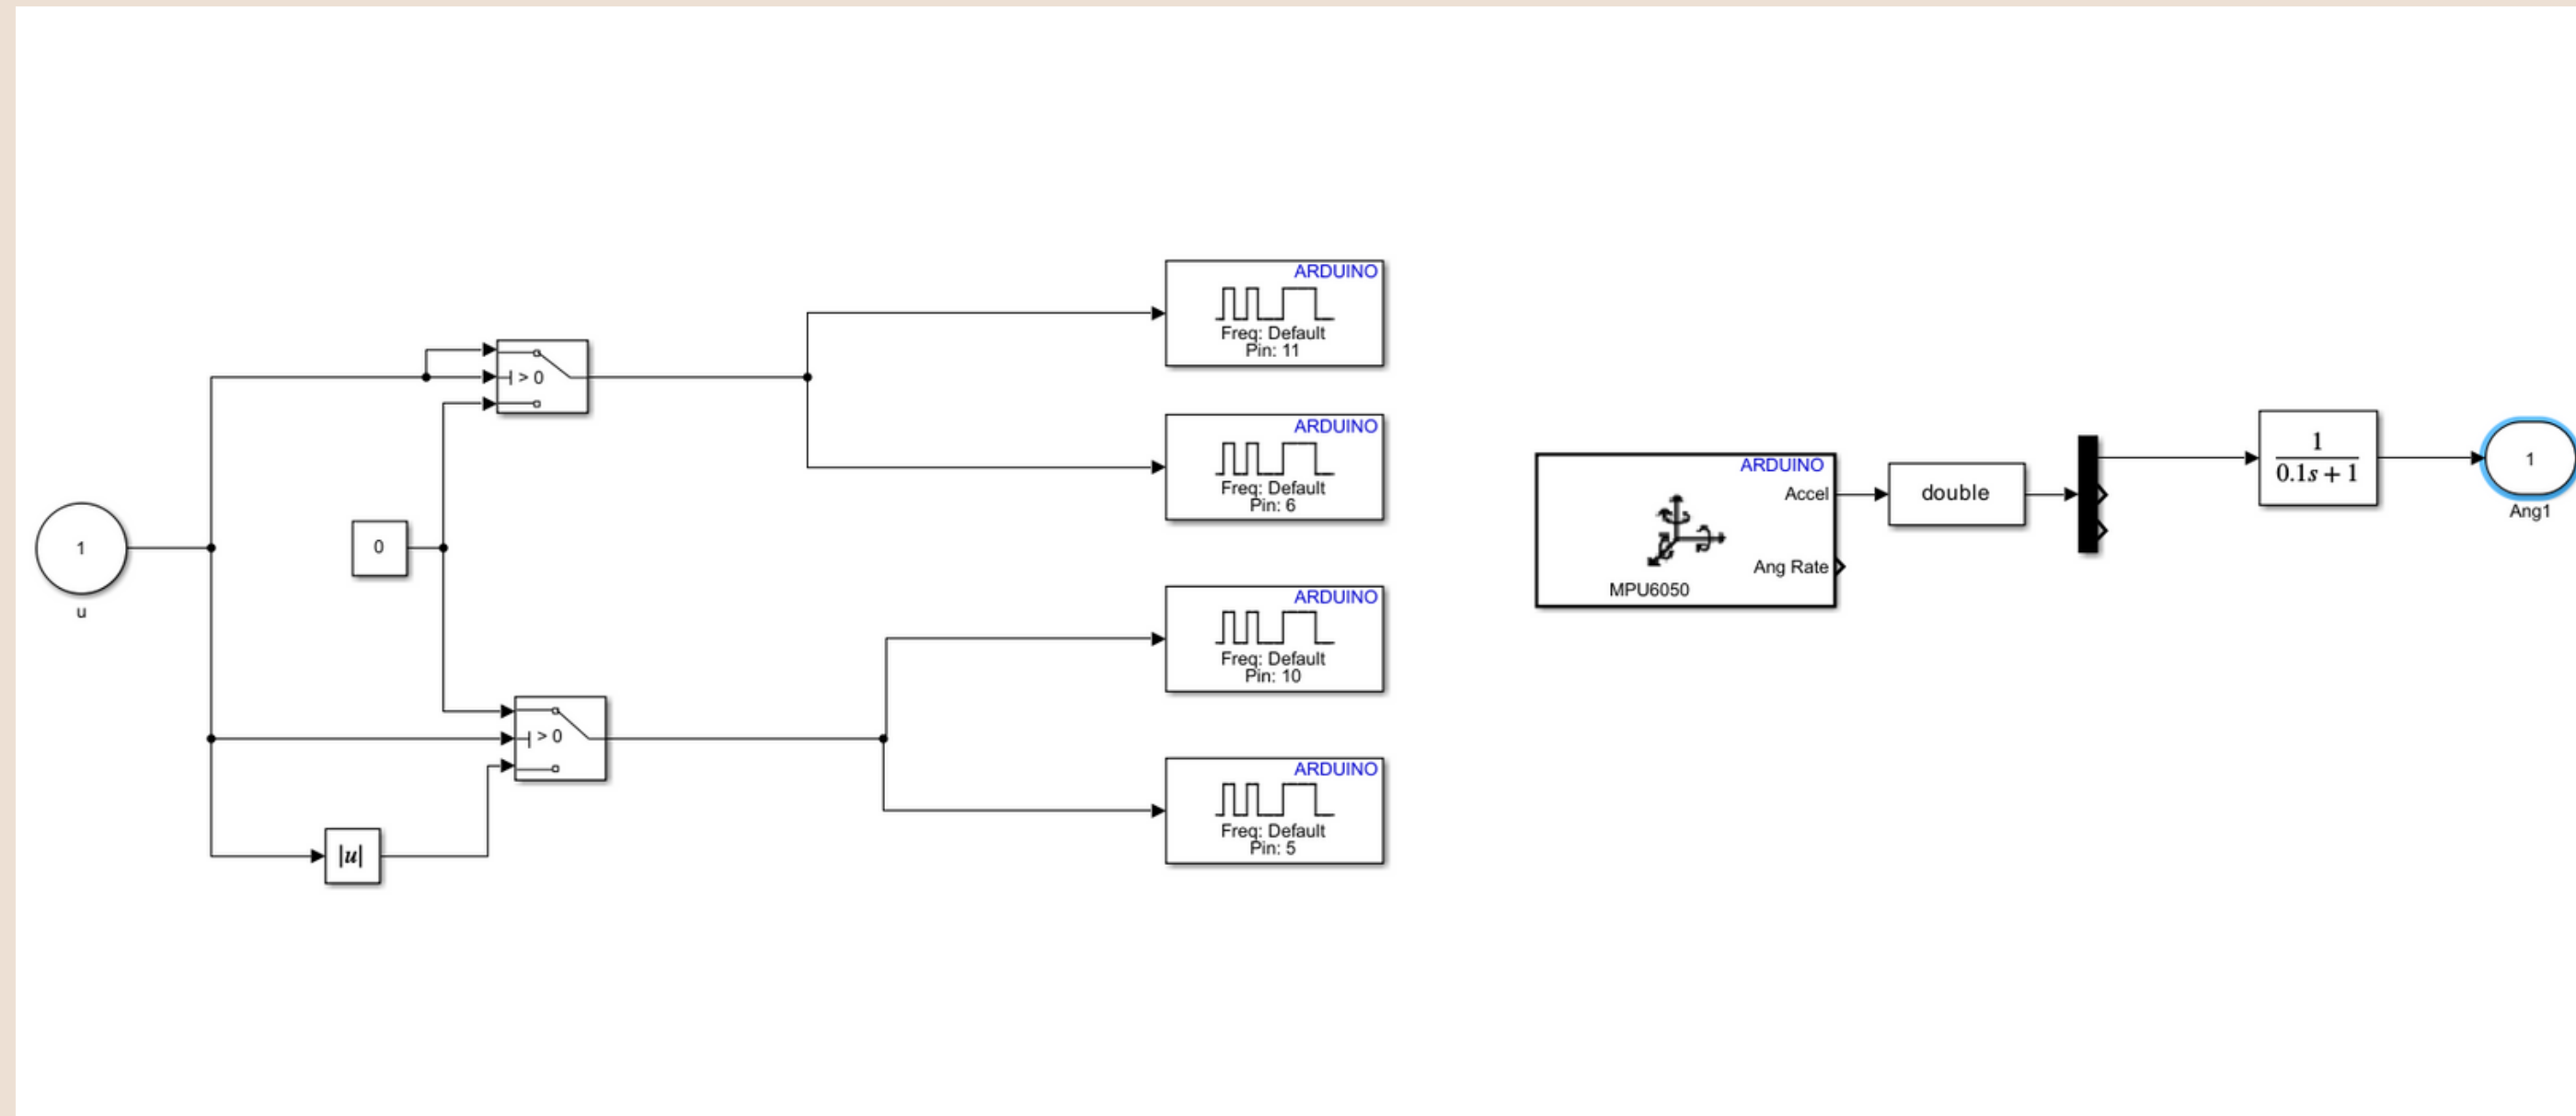 1
u
0
|u|
> 0
> 0
ARDUINO
Freq: Default
Pin: 11
ARDUINO
Freq: Default
Pin: 6
ARDUINO
Freq: Default
Pin: 10
ARDUINO
Freq: Default
Pin: 5
ARDUINO
Accel
Ang Rate
MPU6050
double
1
0.1s + 1
1
Ang1